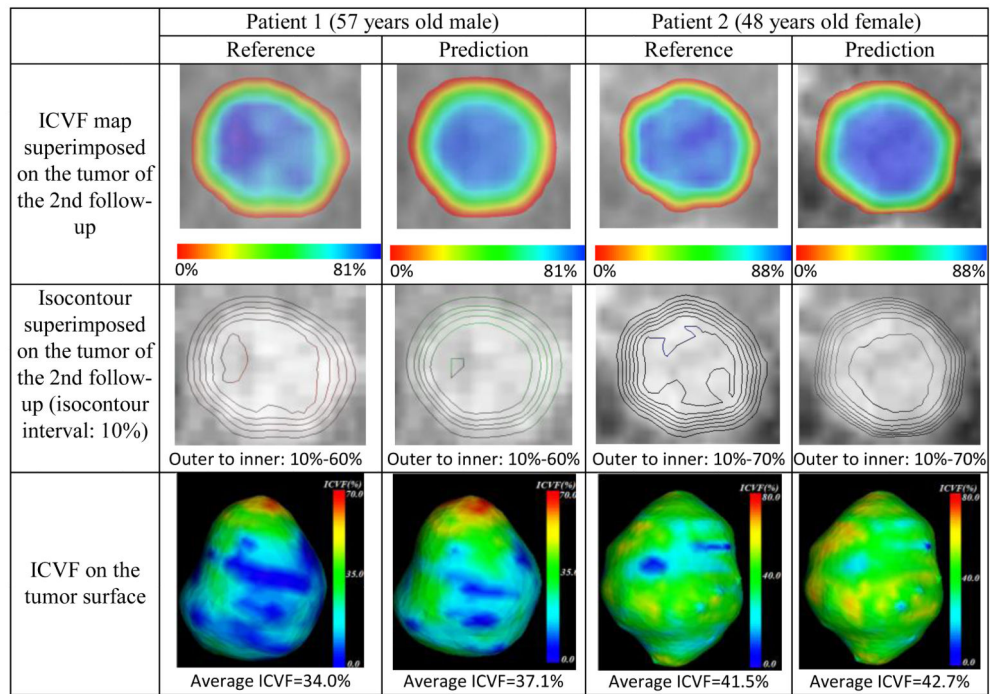 Patient 1 (57 years old male)
Patient 2 (48 years old female)
Reference
Prediction
Reference
Prediction
ICVF map
superimposed
on the tumor of
the 2nd follow-
up
0% 81%
0% 81%
0% 88%
0% 88%
Isocontour
superimposed
on the tumor of
the 2nd follow-
up (isocontour
interval: 10%)
Outer to inner: 10%-60%
Outer to inner: 10%-60%
Outer to inner: 10%-70%
Outer to inner: 10%-70%
ICVF on the
tumor surface
ICVF(%)
70.0
35.0
0.0
Average ICVF=34.0%
ICVF(%)
70.0
35.0
0.0
Average ICVF=37.1%
ICVF(%)
80.0
40.0
0.0
Average ICVF=41.5%
ICVF(%)
80.0
40.0
0.0
Average ICVF=42.7%